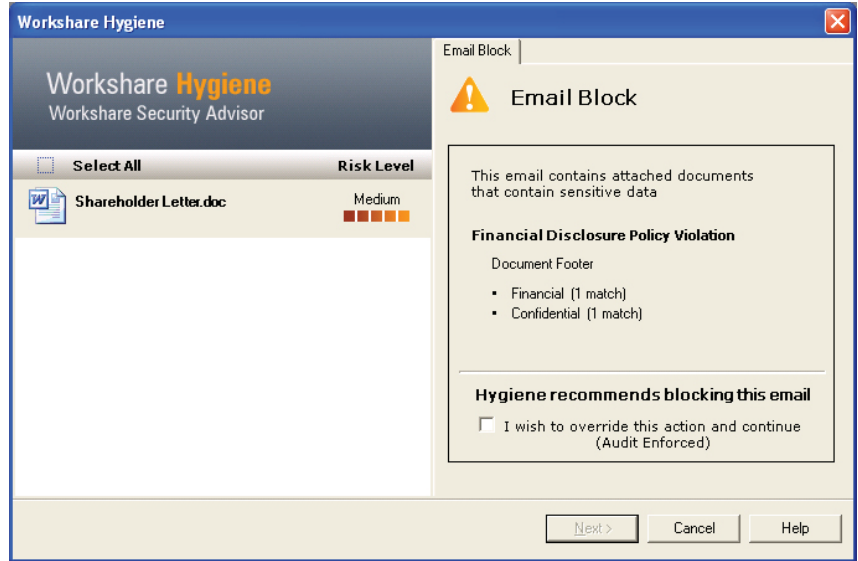 Workshare Hygiene
Workshare Hygiene
Workshare Security Advisor
Select All Risk Level
Shareholder Letter.doc Medium
Email Block
Email Block
This email contains attached documents
that contain sensitive data
Financial Disclosure Policy Violation
Document Footer
▪ Financial (1 match)
▪ Confidential (1 match)
Hygiene recommends blocking this email
I wish to override this action and continue
(Audit Enforced)
Next > Cancel Help